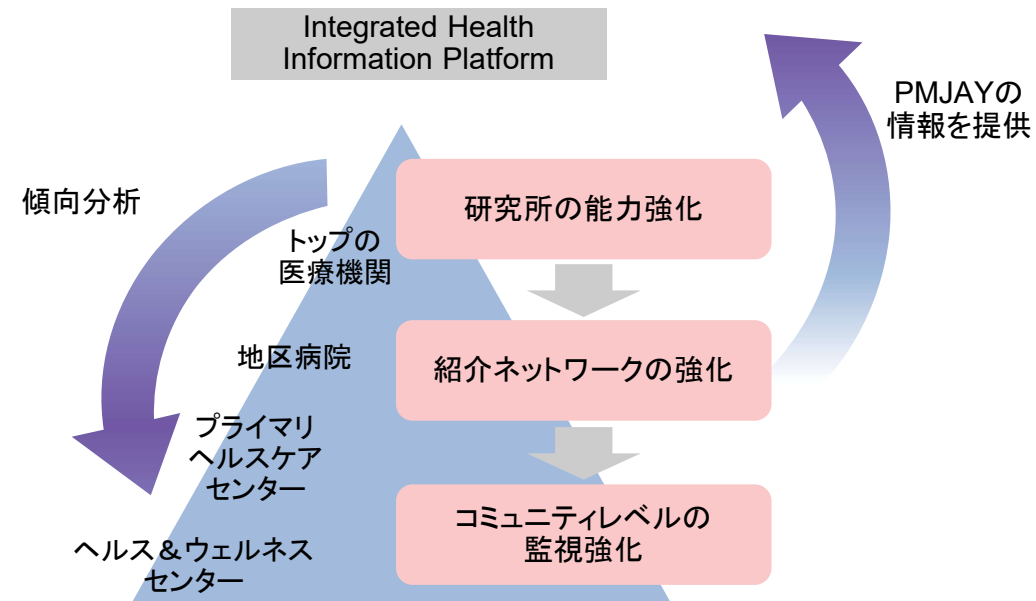 Integrated Health
Information Platform
PMJAYの
情報を提供
傾向分析
研究所の能力強化
トップの
医療機関
地区病院
紹介ネットワークの強化
プライマリ
ヘルスケア
センター
コミュニティレベルの
監視強化
ヘルス＆ウェルネス
センター